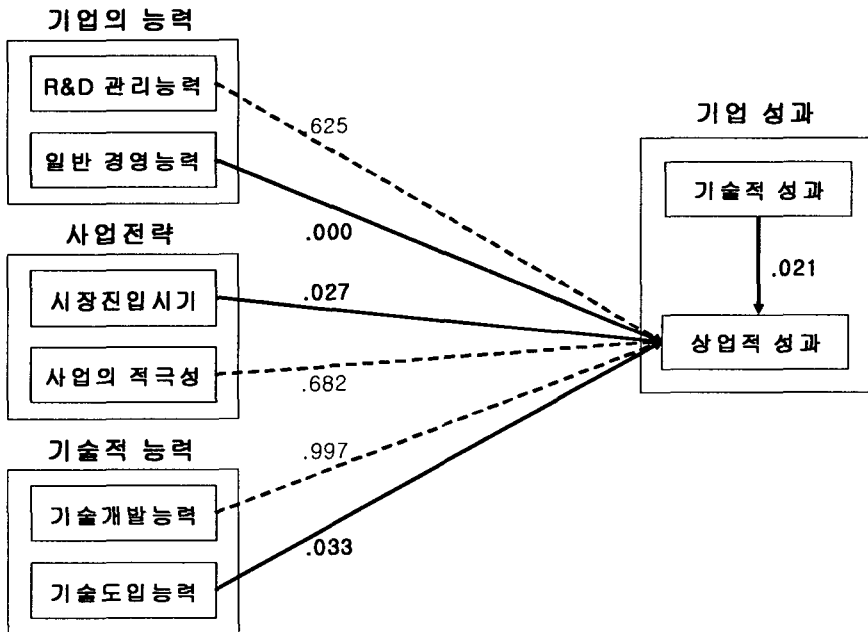 기업의 능력
R&D 관리능력
일반 경영능력
사업전략
시장진입시기
사업의 적극성
기술적 능력
기술개발능력
기술도입능력
.625
.000
.027
.682
.997
.033
기업 성과
기술적 성과
.021
상업적 성과